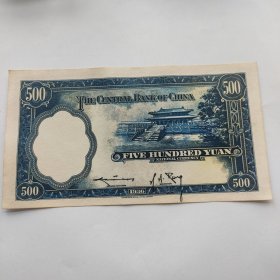 500
500
THE CENTRAL BANK OF CHINA
FIVE HUNDRED YUAN
NATIONAL CURRENCY
500
1936
500